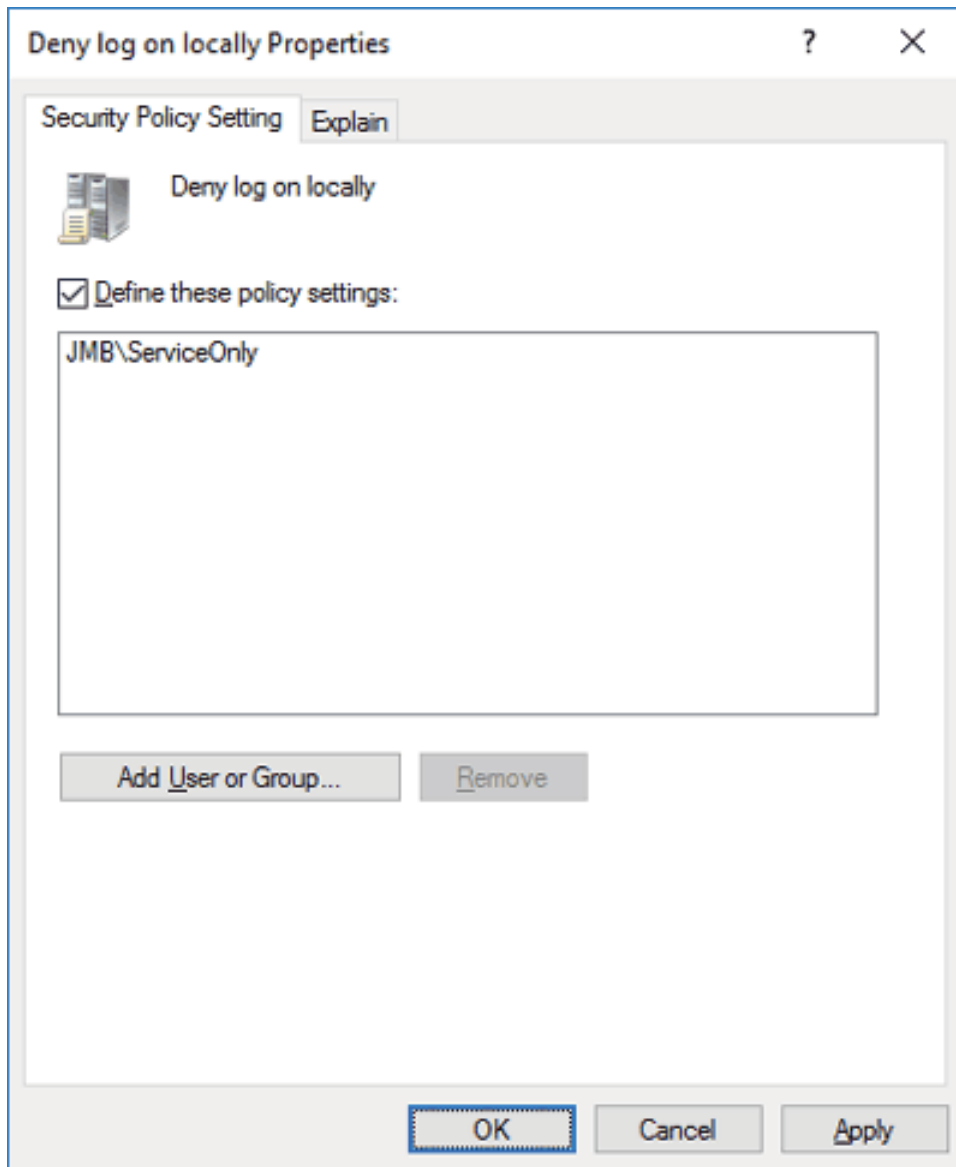 Deny log on locally Properties ? ×
Security Policy Setting Explain
Deny log on locally
Define these policy settings:
JMB\ServiceOnly
Add User or Group... Remove
OK Cancel Apply